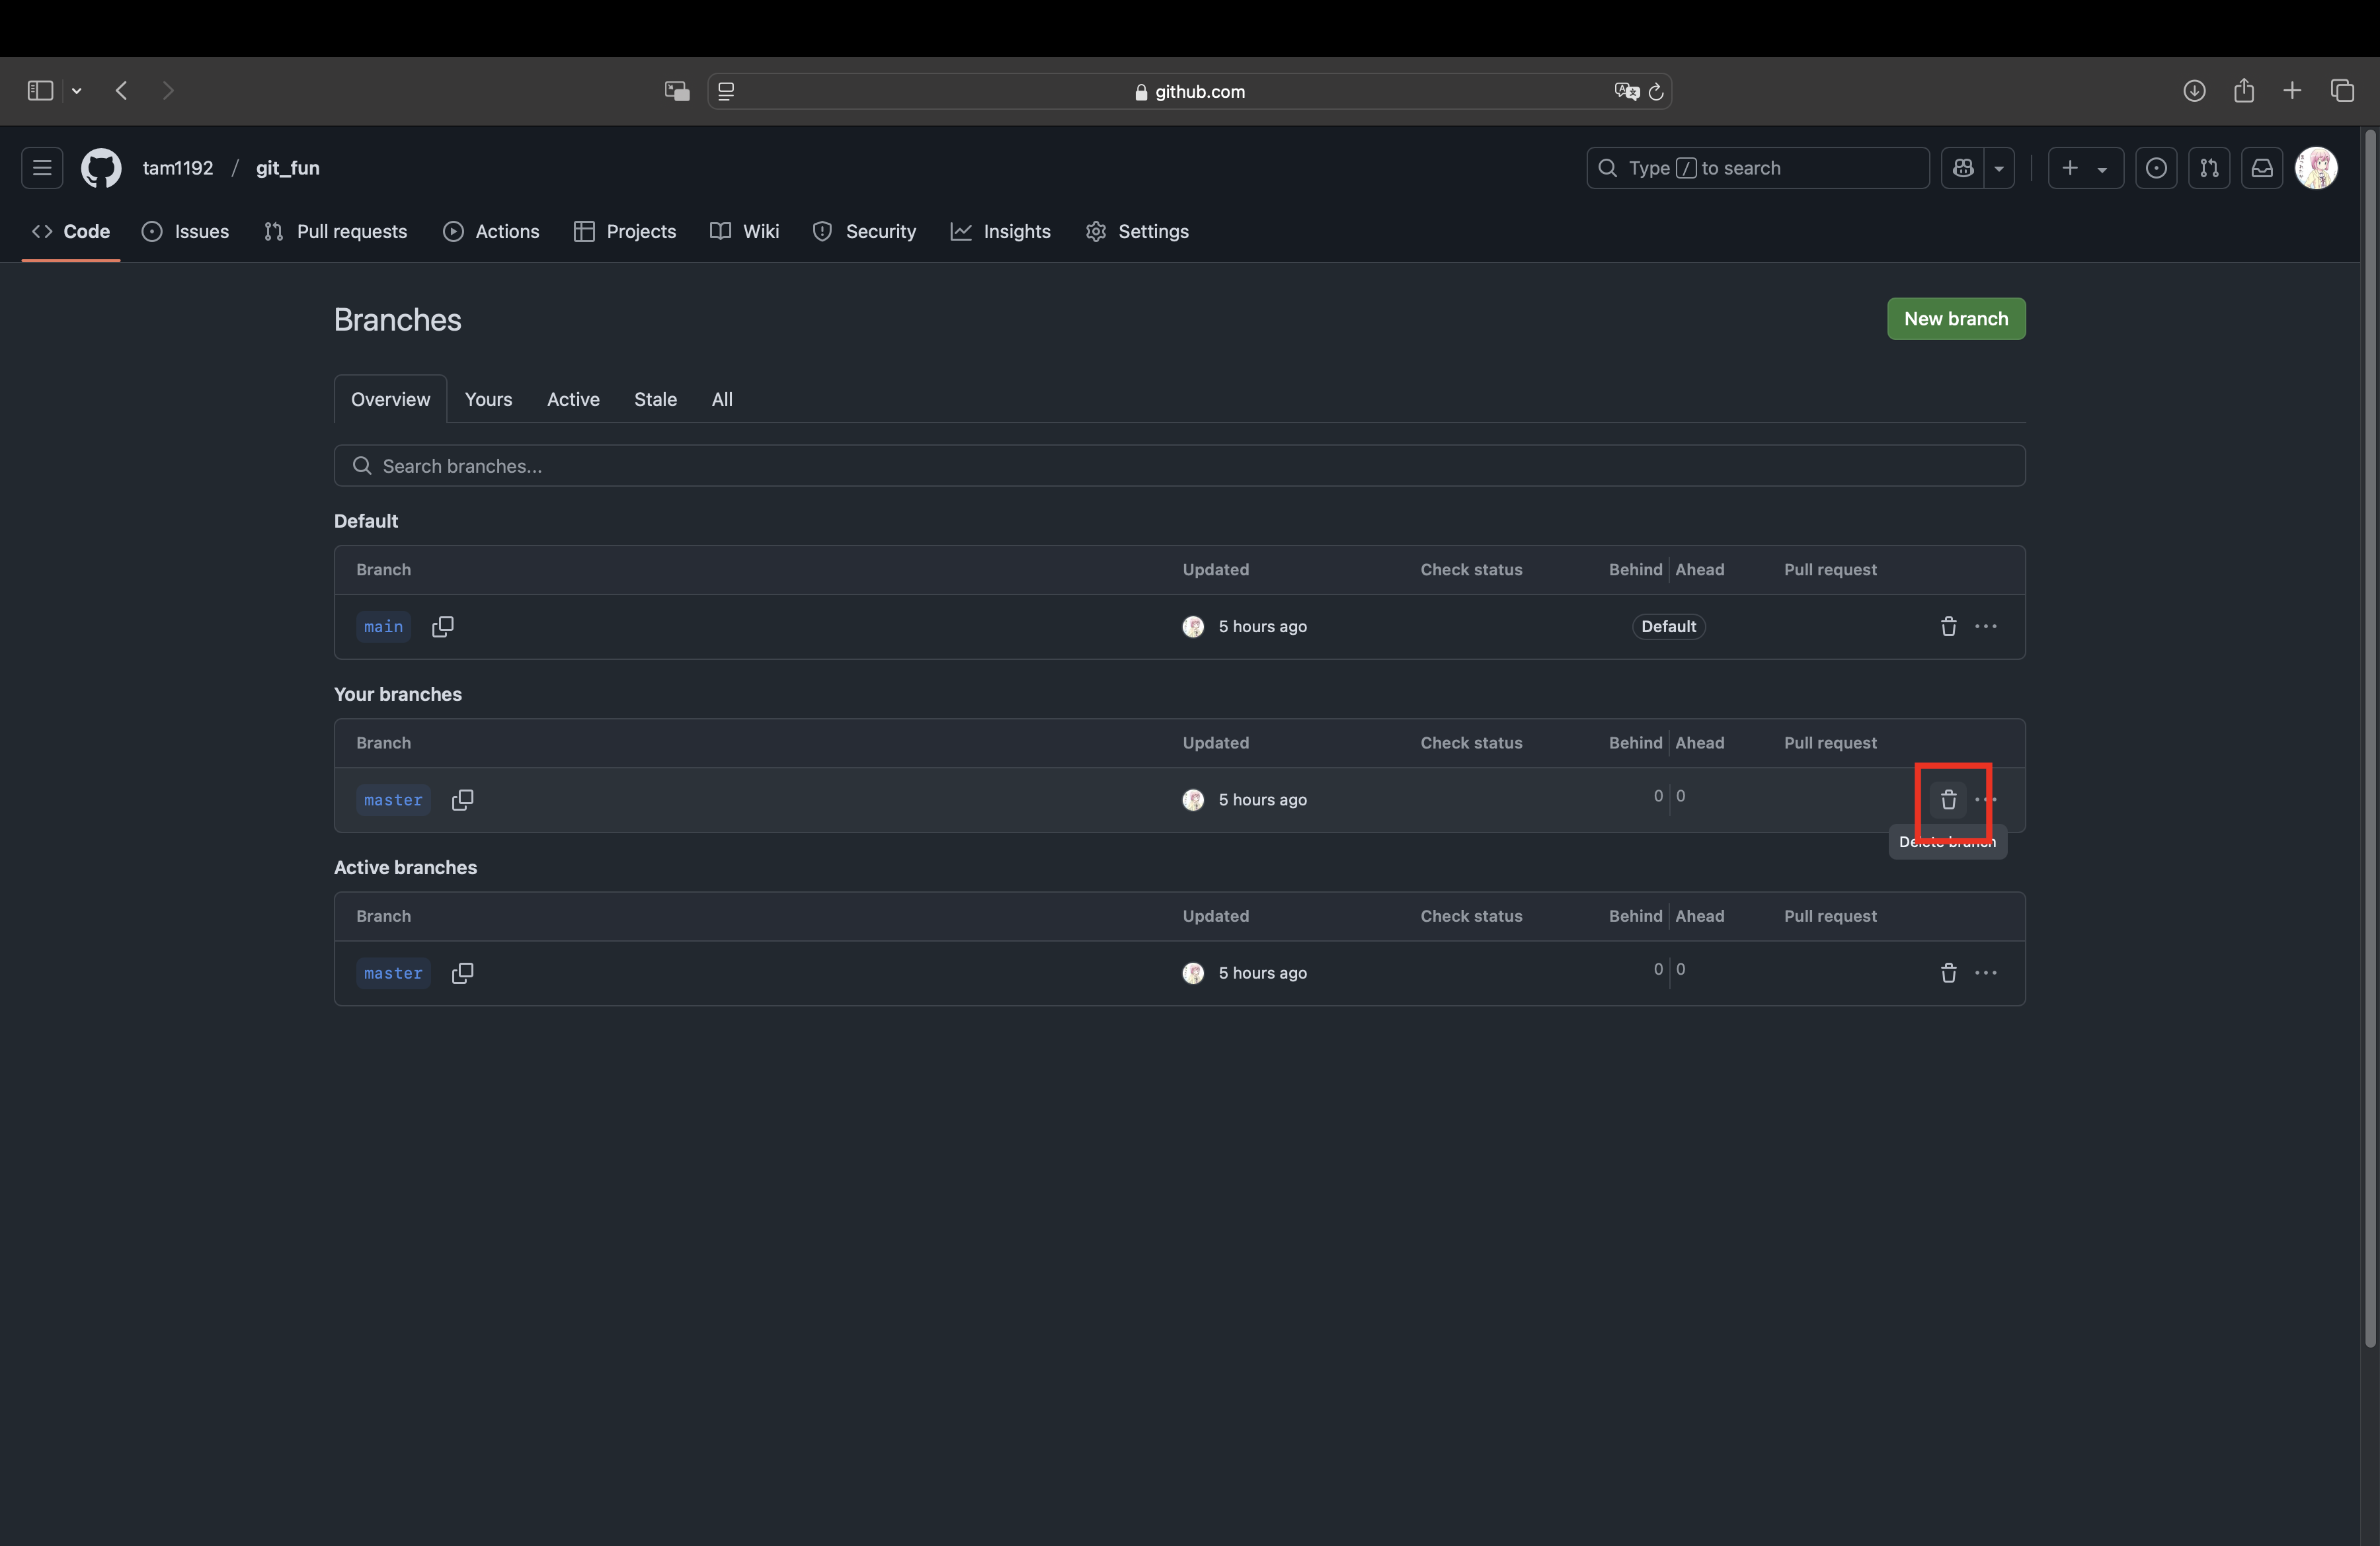 github.com
tam1192 / git_fun
Type / to search
Code Issues Pull requests Actions Projects Wiki Security Insights Settings
Branches
New branch
Overview Yours Active Stale All
Search branches...
Default
Branch Updated Check status Behind Ahead Pull request
main 5 hours ago Default
Your branches
Branch Updated Check status Behind Ahead Pull request
master 5 hours ago 0 0
Delete branch
Active branches
Branch Updated Check status Behind Ahead Pull request
master 5 hours ago 0 0